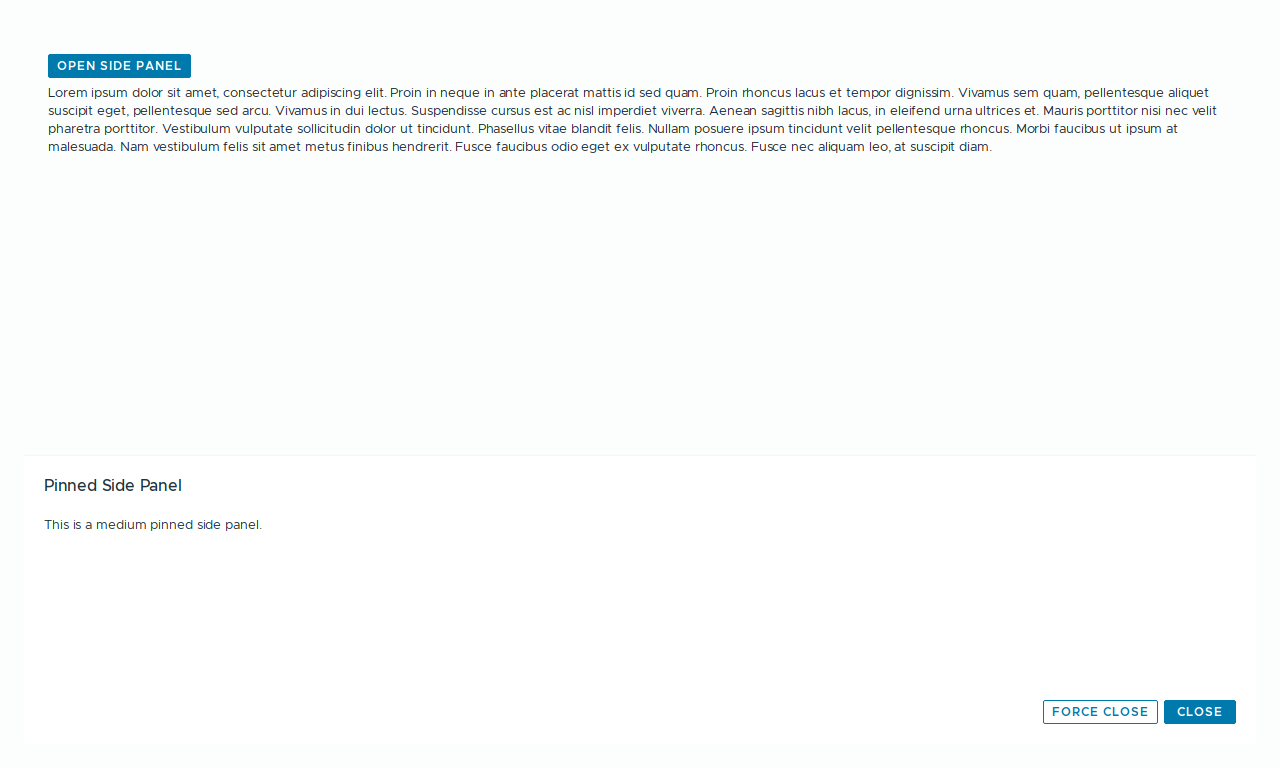 OPEN SIDE PANEL
Lorem ipsum dolor sit amet, consectetur adipiscing elit. Proin in neque in ante placerat mattis id sed quam. Proin rhoncus lacus et tempor dignissim. Vivamus sem quam, pellentesque aliquet
suscipit eget, pellentesque sed arcu. Vivamus in dui lectus. Suspendisse cursus est ac nisl imperdiet viverra. Aenean sagittis nibh lacus, in eleifend urna ultrices et. Mauris porttitor nisi nec velit
pharetra porttitor. Vestibulum vulputate sollicitudin dolor ut tincidunt. Phasellus vitae blandit felis. Nullam posuere ipsum tincidunt velit pellentesque rhoncus. Morbi faucibus ut ipsum at
malesuada. Nam vestibulum felis sit amet metus finibus hendrerit. Fusce faucibus odio eget ex vulputate rhoncus. Fusce nec aliquam leo, at suscipit diam.
Pinned Side Panel
This is a medium pinned side panel.
FORCE CLOSE
CLOSE